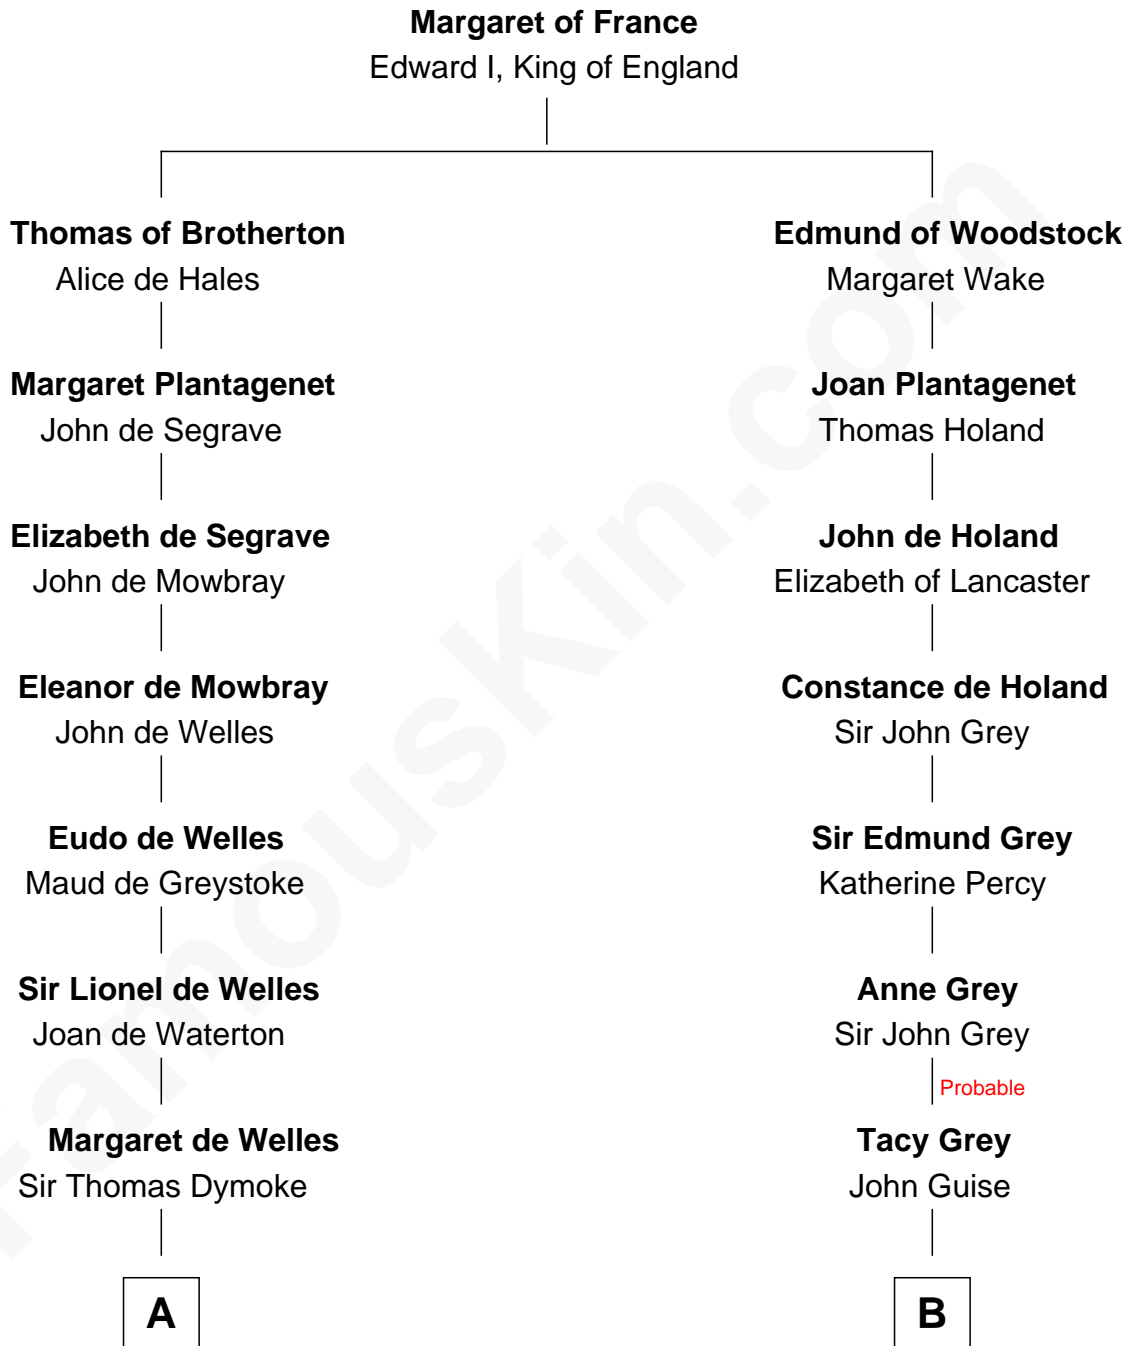 Margaret of France
Edward I, King of England
Thomas of Brotherton
Alice de Hales
Edmund of Woodstock
Margaret Wake
Margaret Plantagenet
John de Segrave
Joan Plantagenet
Thomas Holand
Elizabeth de Segrave
John de Mowbray
John de Holand
Elizabeth of Lancaster
Eleanor de Mowbray
John de Welles
Constance de Holand
Sir John Grey
Eudo de Welles
Maud de Greystoke
Sir Edmund Grey
Katherine Percy
Sir Lionel de Welles
Joan de Waterton
Anne Grey
Sir John Grey
Probable
Margaret de Welles
Sir Thomas Dymoke
Tacy Grey
John Guise
A
B
FamousKin.com